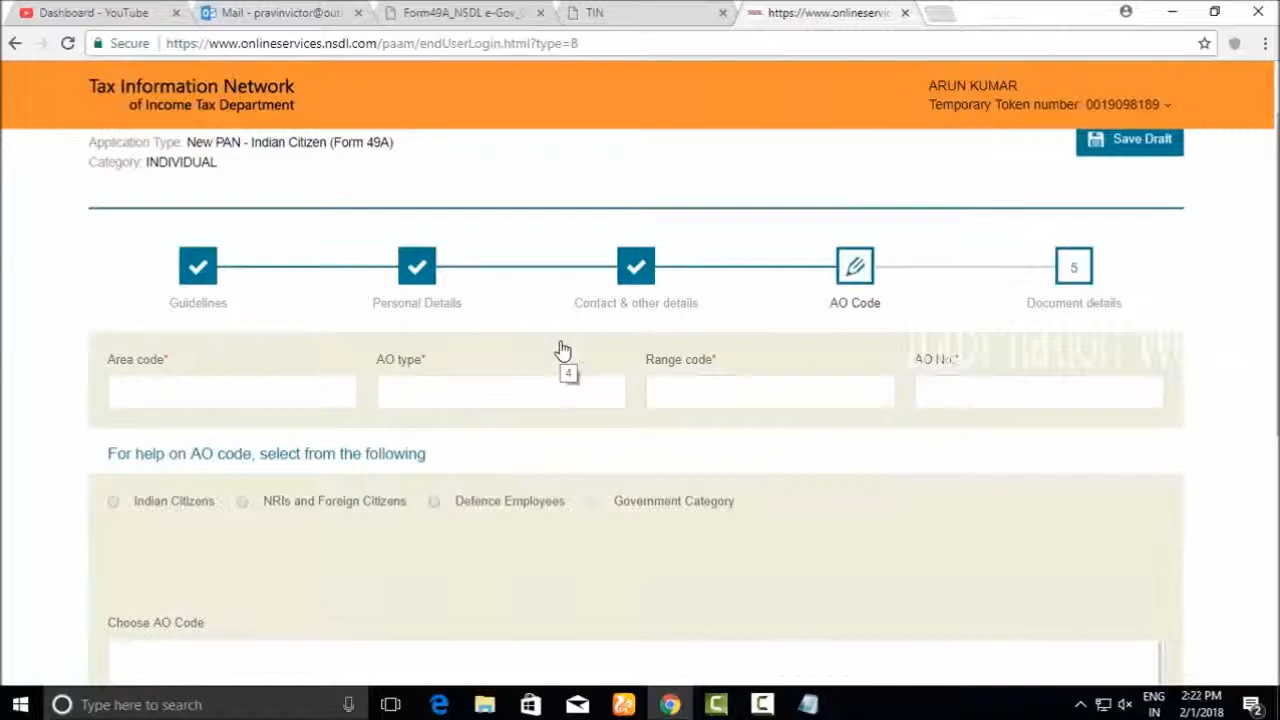 Dashboard - YouTube
Mail - pravinvictor@out
Form49A_NSDL e-Gov_
TIN
https://www.onlineservic
Secure
https://www.onlineservices.nsdl.com/paam/endUserLogin.html?type=B
Tax Information Network
of Income Tax Department
ARUN KUMAR
Temporary Token number: 0019098189
Application Type: New PAN - Indian Citizen (Form 49A)
Category: INDIVIDUAL
Save Draft
5
Guidelines
Personal Details
Contact & other details
AO Code
Document details
Area code*
AO type*
Range code*
AO No.*
4
For help on AO code, select from the following
Indian Citizens
NRIs and Foreign Citizens
Defence Employees
Government Category
Choose AO Code
Type here to search
ENG
IN
2:22 PM
2/1/2018
2